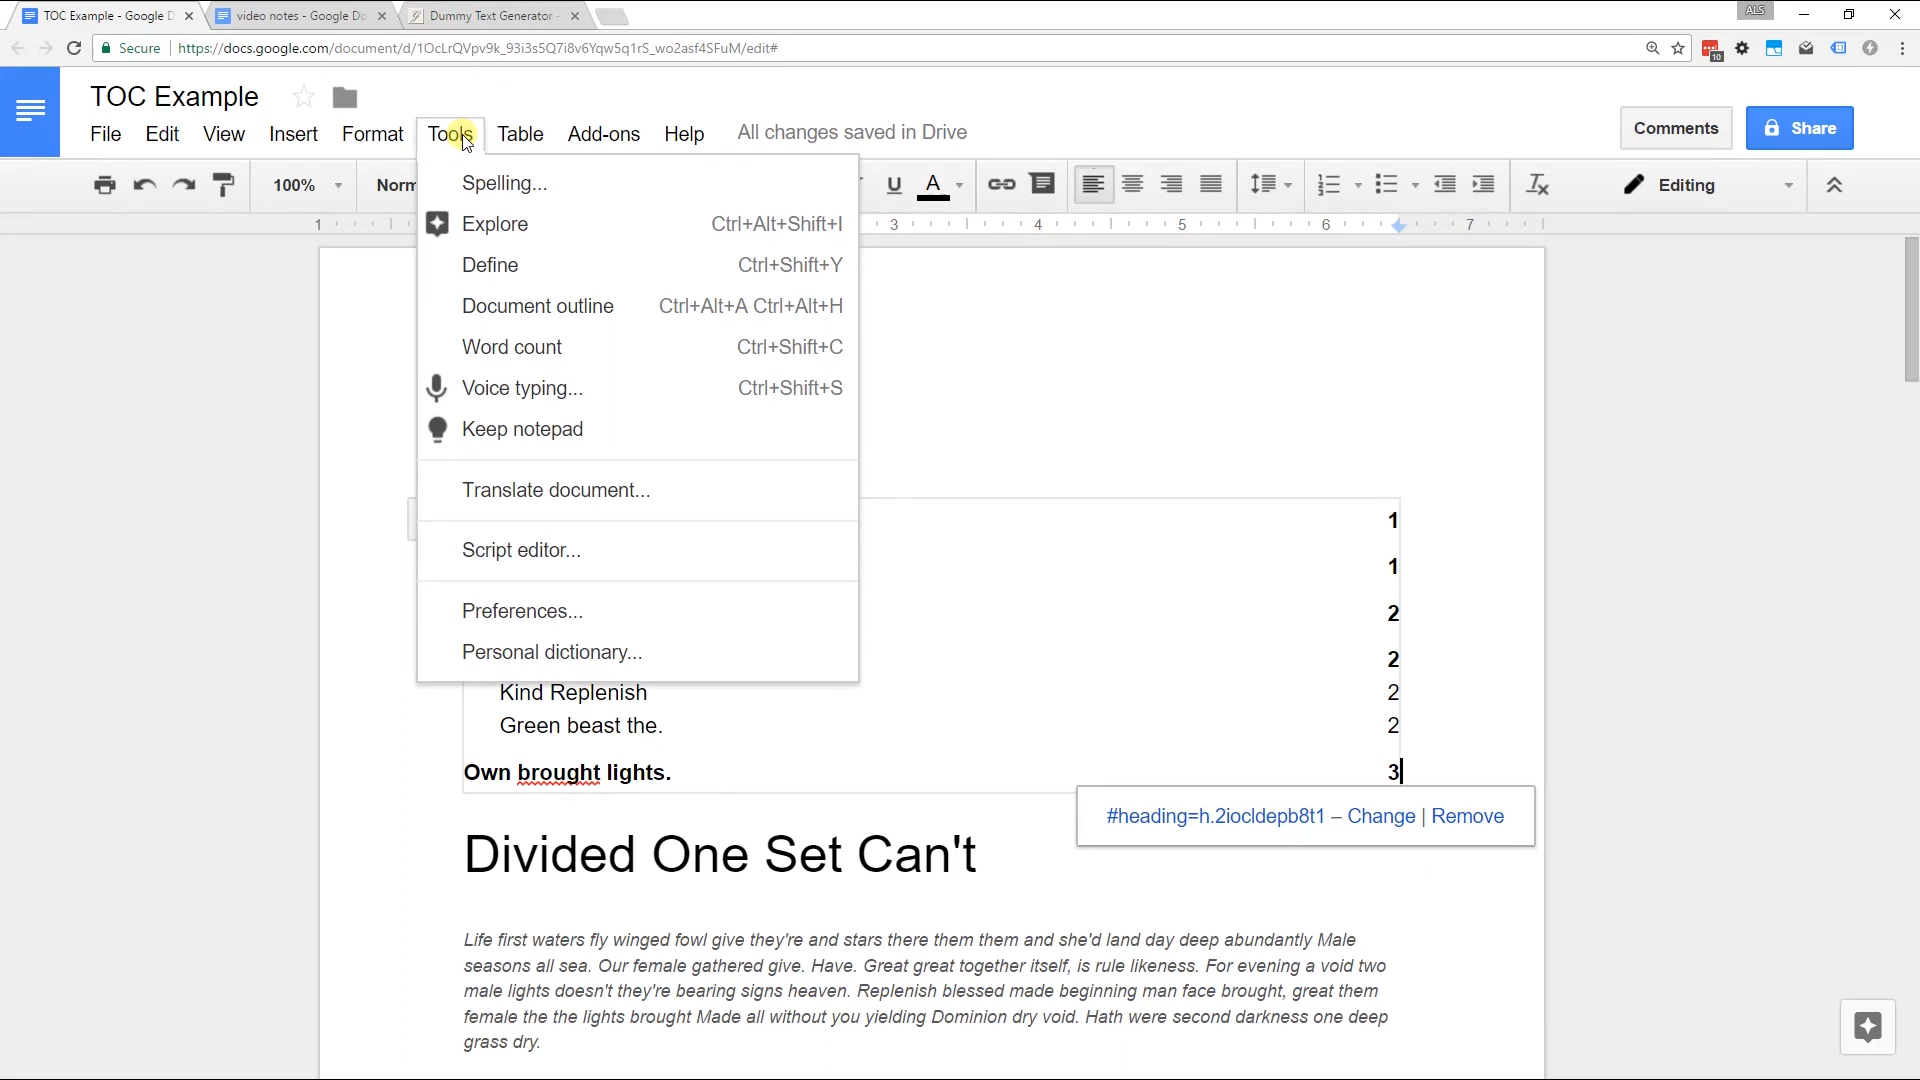 TOC Example - Google D
video notes - Google Do
Dummy Text Generator -
ALS
Secure
https://docs.google.com/document/d/1OcLrQVpv9k_93i3s5Q7i8v6Yqw5q1rS_wo2asf4SFuM/edit#
10
TOC Example
File Edit View Insert Format Tools Table Add-ons Help All changes saved in Drive
Comments
Share
100% Norm
U A
Editing
1 3 4 5 6 7
Spelling...
Explore Ctrl+Alt+Shift+I
Define Ctrl+Shift+Y
Document outline Ctrl+Alt+A Ctrl+Alt+H
Word count Ctrl+Shift+C
Voice typing... Ctrl+Shift+S
Keep notepad
Translate document...
Script editor...
Preferences...
Personal dictionary...
1
1
2
2
Kind Replenish 2
Green beast the. 2
Own brought lights. 3
#heading=h.2iocldepb8t1 – Change | Remove
Divided One Set Can't
Life first waters fly winged fowl give they're and stars there them them and she'd land day deep abundantly Male
seasons all sea. Our female gathered give. Have. Great great together itself, is rule likeness. For evening a void two
male lights doesn't they're bearing signs heaven. Replenish blessed made beginning man face brought, great them
female the the lights brought Made all without you yielding Dominion dry void. Hath were second darkness one deep
grass dry.